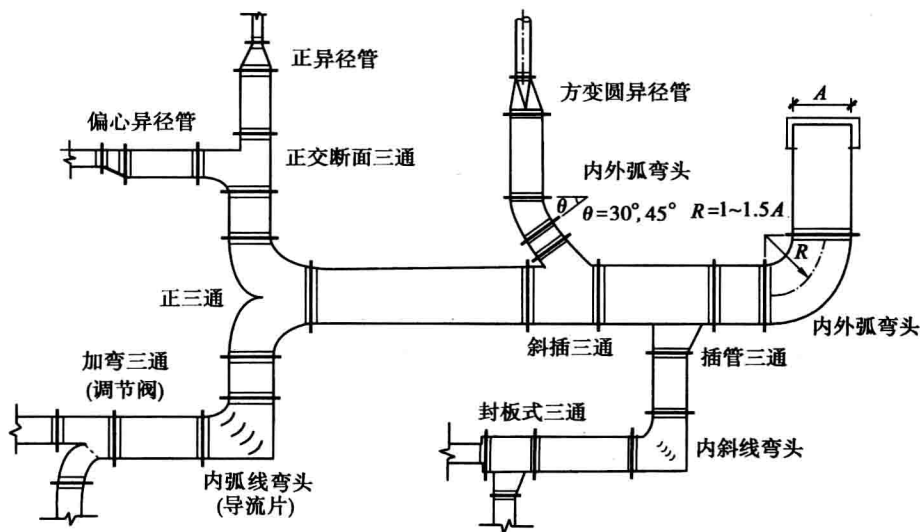 正异径管
偏心异径管
正交断面三通
方变圆异径管
A
内外弧弯头
θ
θ=30°,45° R=1~1.5A
R
正三通
斜插三通
插管三通
内外弧弯头
加弯三通
(调节阀)
封板式三通
内弧线弯头
(导流片)
内斜线弯头